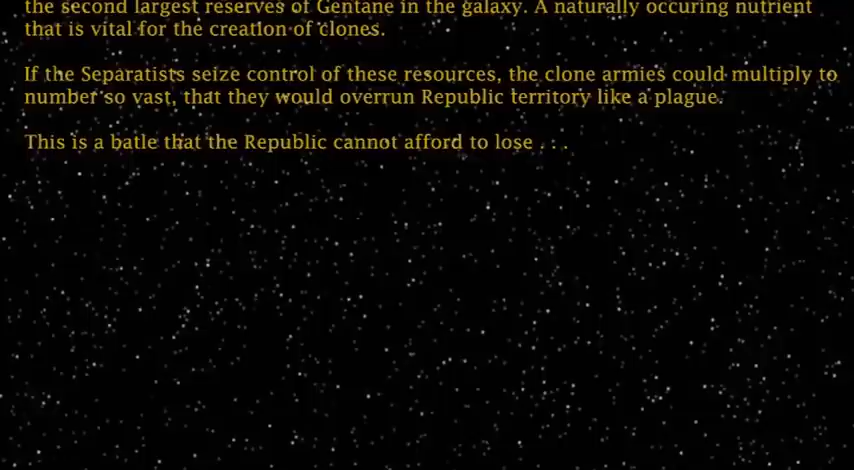 the second largest reserves of Gentane in the galaxy. A naturally occuring nutrient
that is vital for the creation of clones.
If the Separatists seize control of these resources, the clone armies could multiply to
number so vast, that they would overrun Republic territory like a plague.
This is a batle that the Republic cannot afford to lose . . .